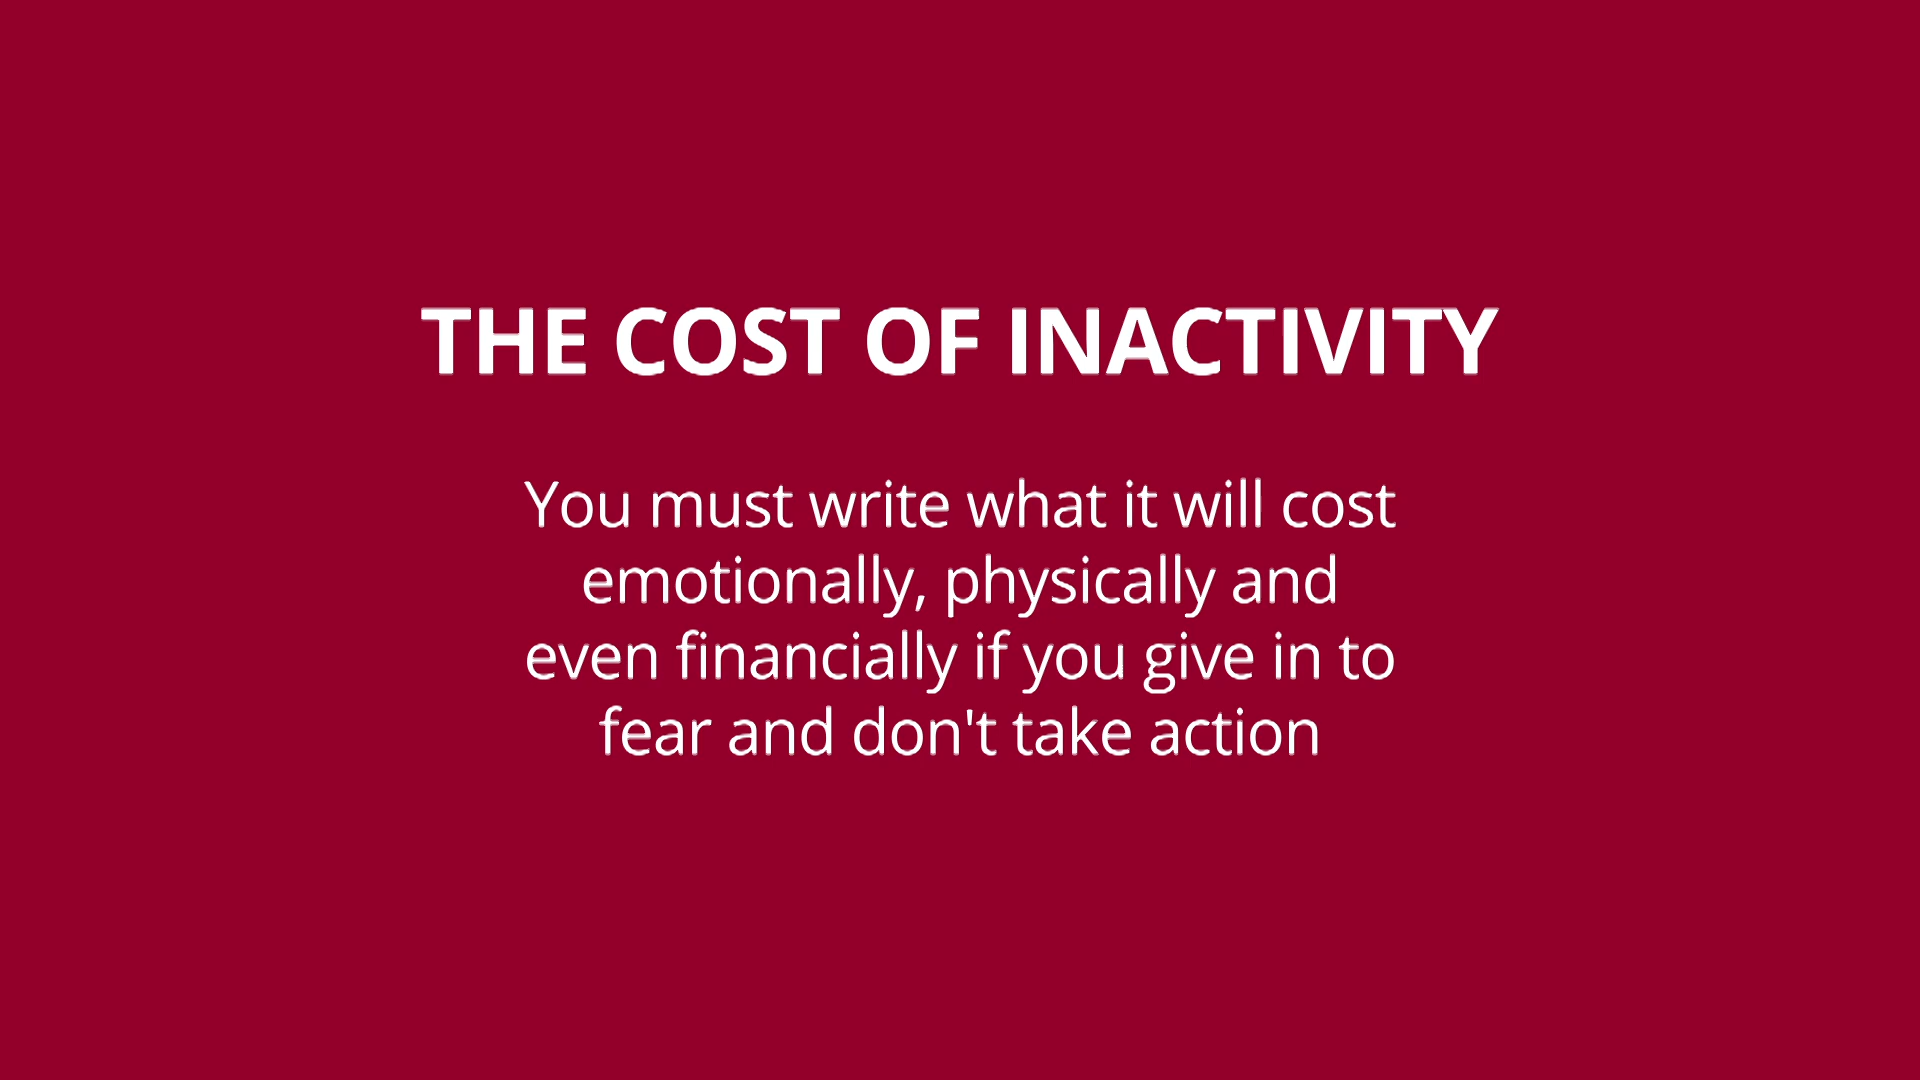 THE COST OF INACTIVITY
You must write what it will cost
emotionally, physically and
even financially if you give in to
fear and don't take action